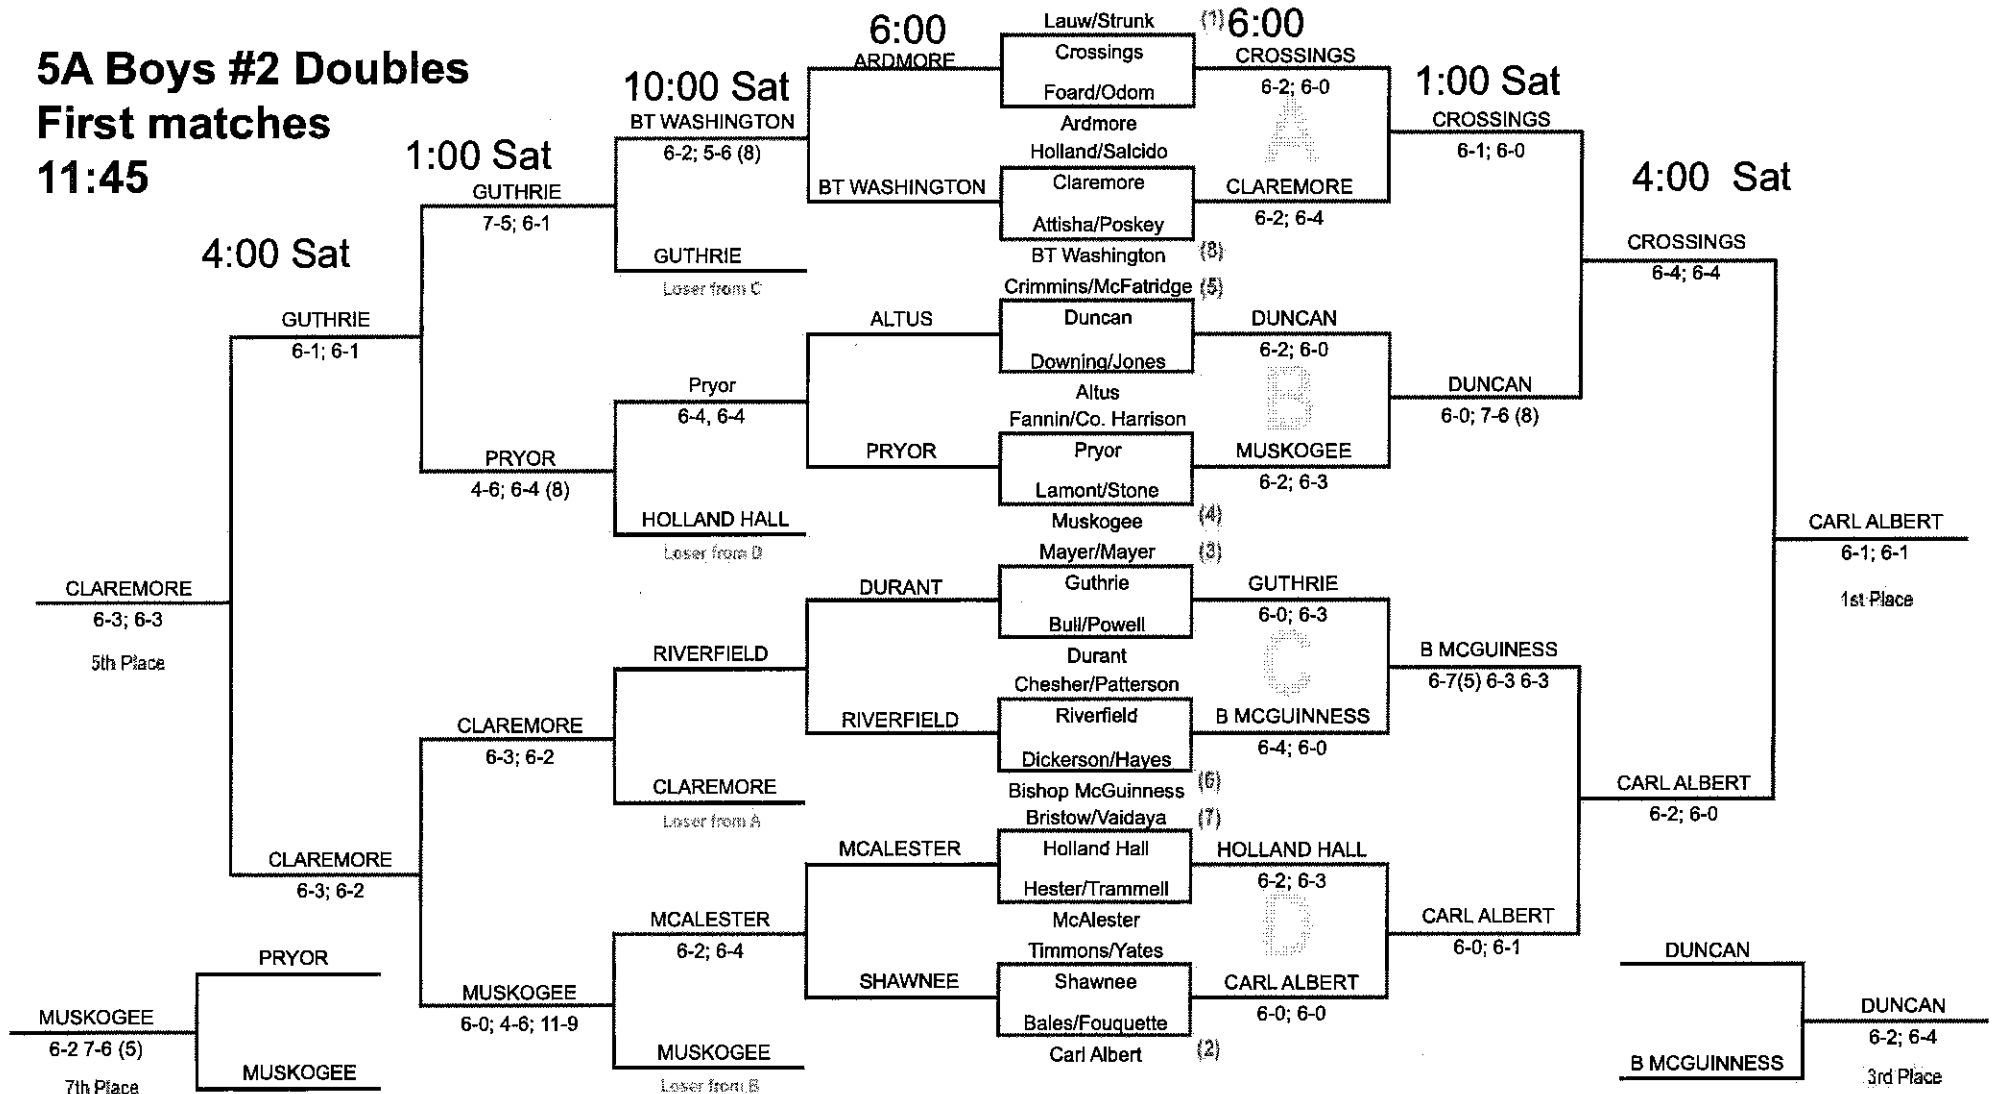 5A Boys #2 Doubles
First matches
11:45
4:00 Sat
1:00 Sat
10:00 Sat
6:00
6:00
1:00 Sat
4:00 Sat
CLAREMORE
6-3; 6-3
5th Place
GUTHRIE
6-1; 6-1
CLAREMORE
6-3; 6-2
GUTHRIE
7-5; 6-1
PRYOR
4-6; 6-4 (8)
CLAREMORE
6-3; 6-2
MUSKOGEE
6-0; 4-6; 11-9
BT WASHINGTON
6-2; 5-6 (8)
GUTHRIE
Loser from C
Pryor
6-4, 6-4
HOLLAND HALL
Loser from D
RIVERFIELD
CLAREMORE
Loser from A
MCALESTER
6-2; 6-4
MUSKOGEE
Loser from B
ARDMORE
BT WASHINGTON
ALTUS
PRYOR
DURANT
RIVERFIELD
MCALESTER
SHAWNEE
Lauw/Strunk (1)
Crossings
Foard/Odom
Ardmore
Holland/Salcido
Claremore
Attisha/Poskey
BT Washington (8)
Crimmins/McFatridge (5)
Duncan
Downing/Jones
Altus
Fannin/Co. Harrison
Pryor
Lamont/Stone
Muskogee (4)
Mayer/Mayer (3)
Guthrie
Bull/Powell
Durant
Chesher/Patterson
Riverfield
Dickerson/Hayes
Bishop McGuinness (6)
Bristow/Vaidaya (7)
Holland Hall
Hester/Trammell
McAlester
Timmons/Yates
Shawnee
Bales/Fouquette
Carl Albert (2)
CROSSINGS
6-2; 6-0
A
CLAREMORE
6-2; 6-4
DUNCAN
6-2; 6-0
B
MUSKOGEE
6-2; 6-3
GUTHRIE
6-0; 6-3
C
B MCGUINNESS
6-4; 6-0
HOLLAND HALL
6-2; 6-3
D
CARL ALBERT
6-0; 6-0
CROSSINGS
6-1; 6-0
DUNCAN
6-0; 7-6 (8)
B MCGUINESS
6-7(5) 6-3 6-3
CARL ALBERT
6-0; 6-1
CROSSINGS
6-4; 6-4
CARL ALBERT
6-2; 6-0
CARL ALBERT
6-1; 6-1
1st Place
PRYOR
MUSKOGEE
MUSKOGEE
6-2 7-6 (5)
7th Place
DUNCAN
B MCGUINNESS
DUNCAN
6-2; 6-4
3rd Place